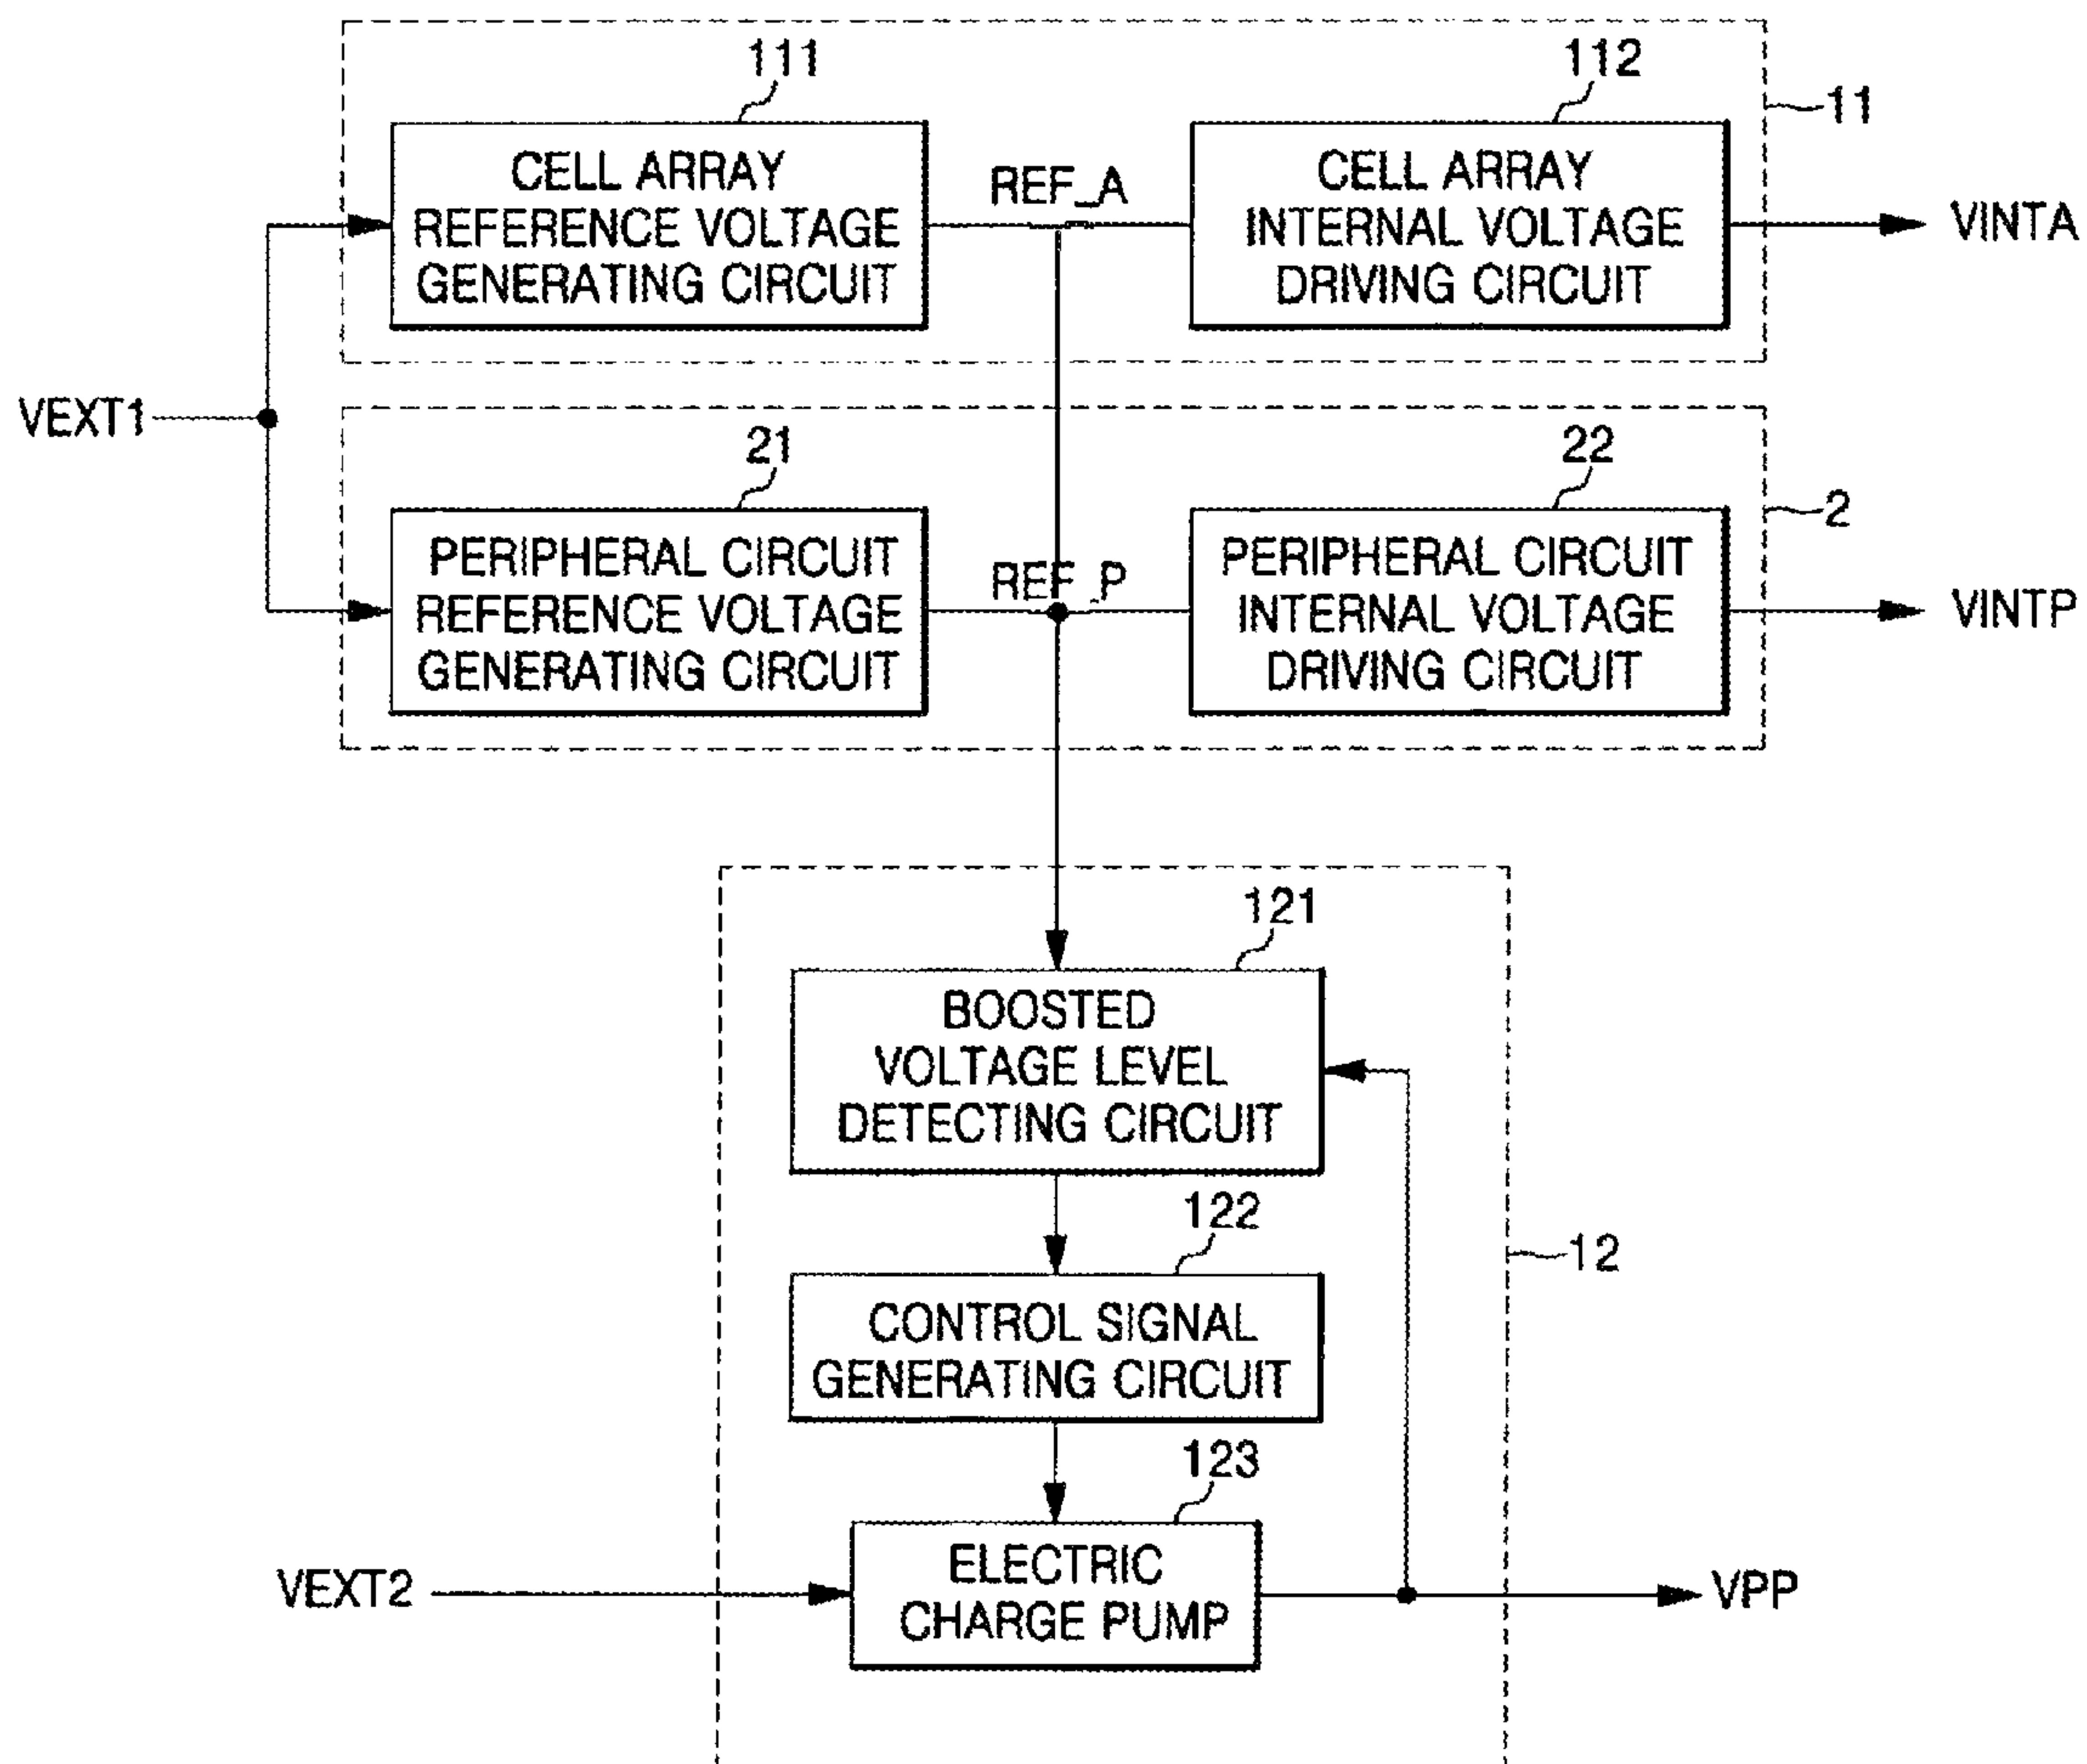 111
112
11
CELL ARRAY
REFERENCE VOLTAGE
GENERATING CIRCUIT
REF_A
CELL ARRAY
INTERNAL VOLTAGE
DRIVING CIRCUIT
VINTA
VEXT1
21
22
2
PERIPHERAL CIRCUIT
REFERENCE VOLTAGE
GENERATING CIRCUIT
REF_P
PERIPHERAL CIRCUIT
INTERNAL VOLTAGE
DRIVING CIRCUIT
VINTP
121
BOOSTED
VOLTAGE LEVEL
DETECTING CIRCUIT
122
12
CONTROL SIGNAL
GENERATING CIRCUIT
123
VEXT2
ELECTRIC
CHARGE PUMP
VPP